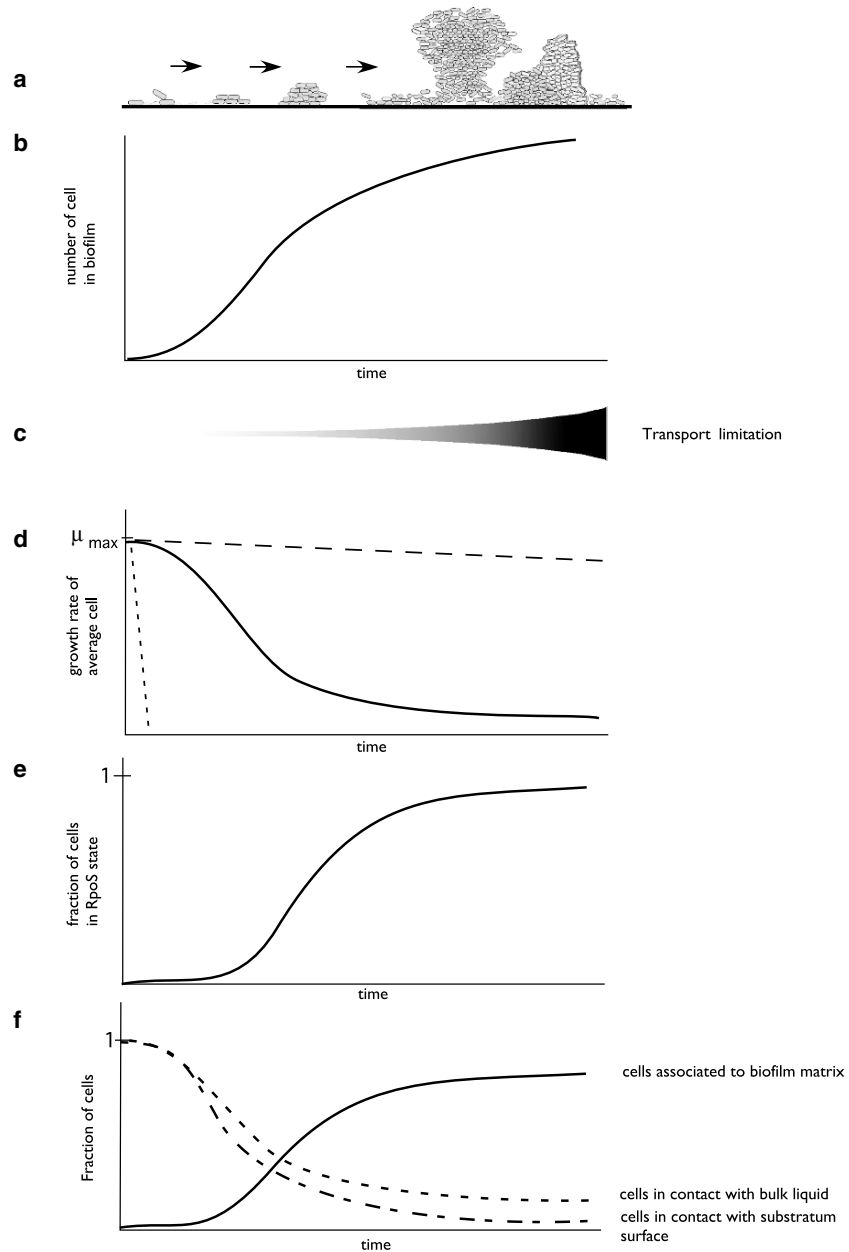 a
b
number of cell
in biofilm
time
c
Transport limitation
d
μ max
growth rate of
average cell
time
e
1
fraction of cells
in RpoS state
time
f
1
Fraction of cells
cells associated to biofilm matrix
cells in contact with bulk liquid
cells in contact with substratum
surface
time